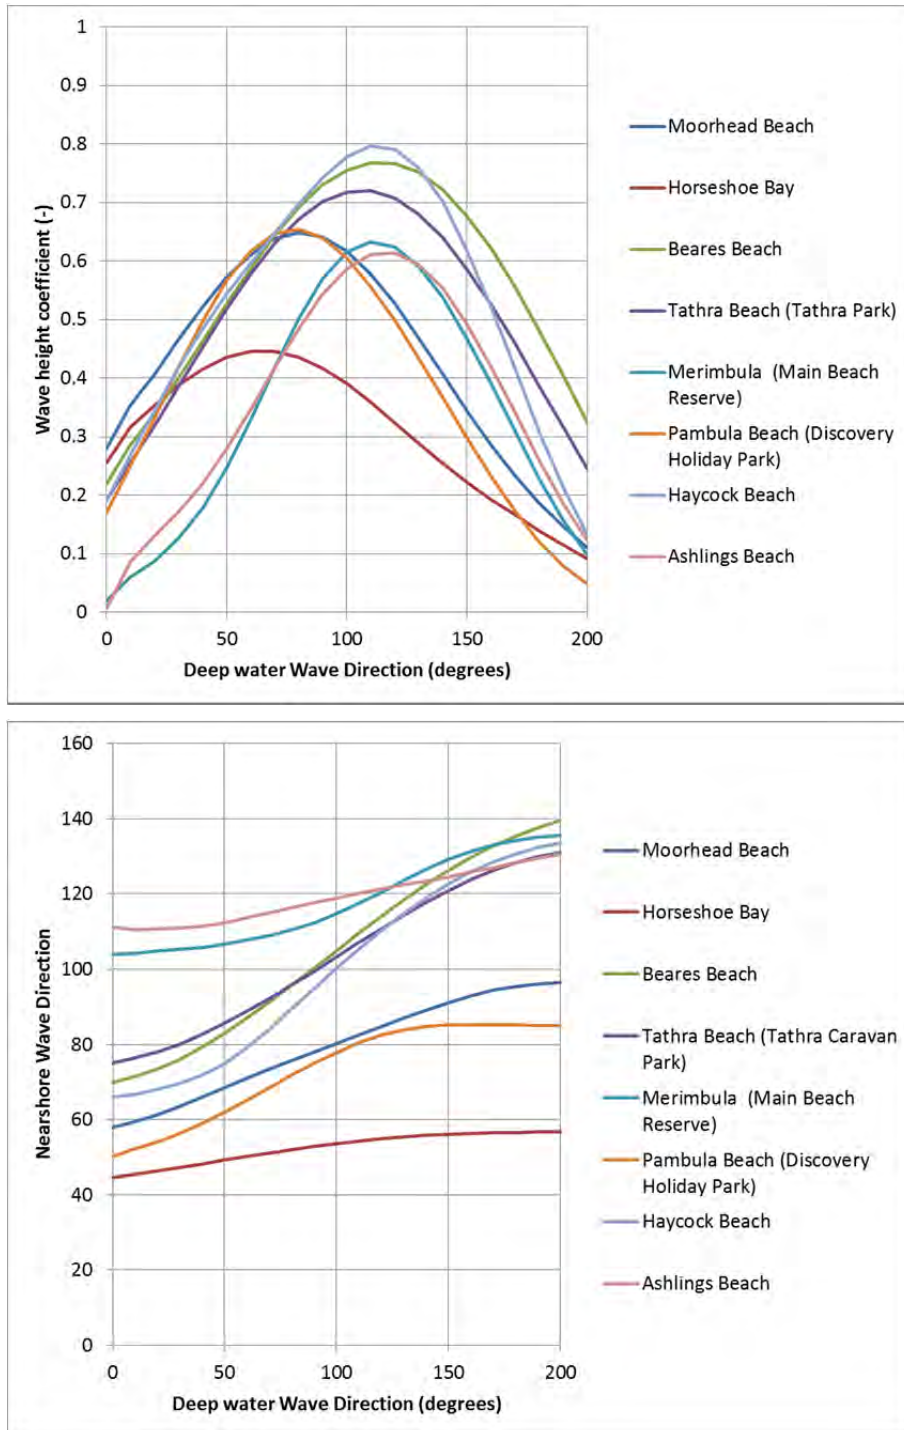 1
0.9
0.8
0.7
0.6
0.5
0.4
0.3
0.2
0.1
0
Wave height coefficient (-)
0 50 100 150 200
Deep water Wave Direction (degrees)
Moorhead Beach
Horseshoe Bay
Beares Beach
Tathra Beach (Tathra Park)
Merimbula (Main Beach
Reserve)
Pambula Beach (Discovery
Holiday Park)
Haycock Beach
Ashlings Beach
160
140
120
100
80
60
40
20
0
Nearshore Wave Direction
0 50 100 150 200
Deep water Wave Direction (degrees)
Moorhead Beach
Horseshoe Bay
Beares Beach
Tathra Beach (Tathra Caravan
Park)
Merimbula (Main Beach
Reserve)
Pambula Beach (Discovery
Holiday Park)
Haycock Beach
Ashlings Beach